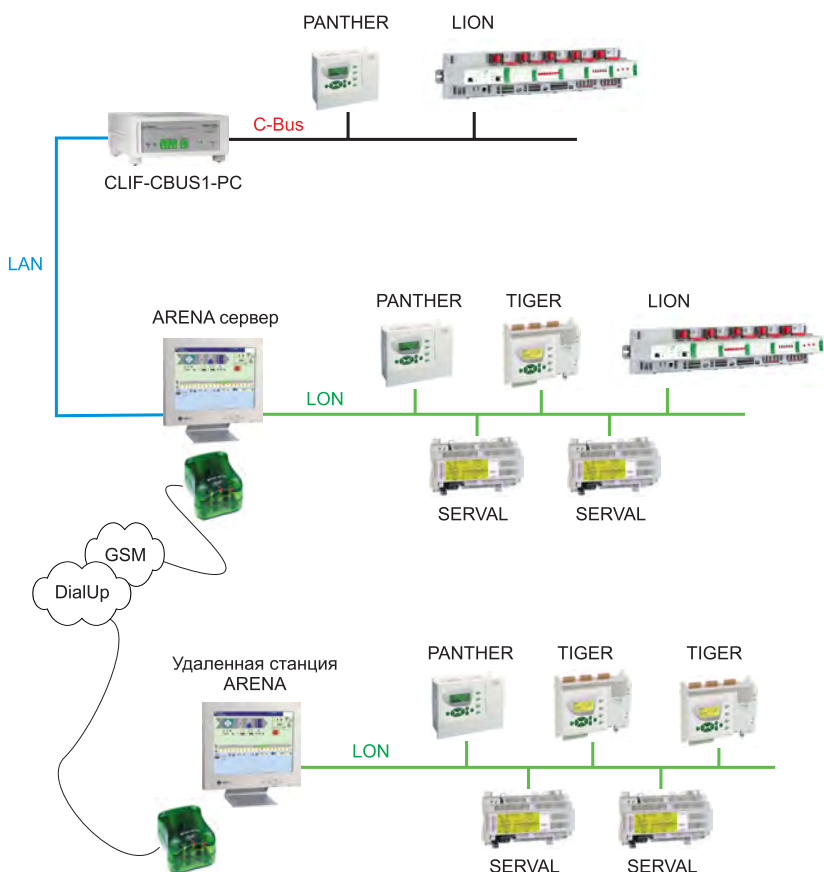 PANTHER
LION
C-Bus
CLIF-CBUS1-PC
LAN
ARENA сервер
PANTHER
TIGER
LION
LON
SERVAL
SERVAL
GSM
DialUp
Удаленная станция
ARENA
PANTHER
TIGER
TIGER
LON
SERVAL
SERVAL